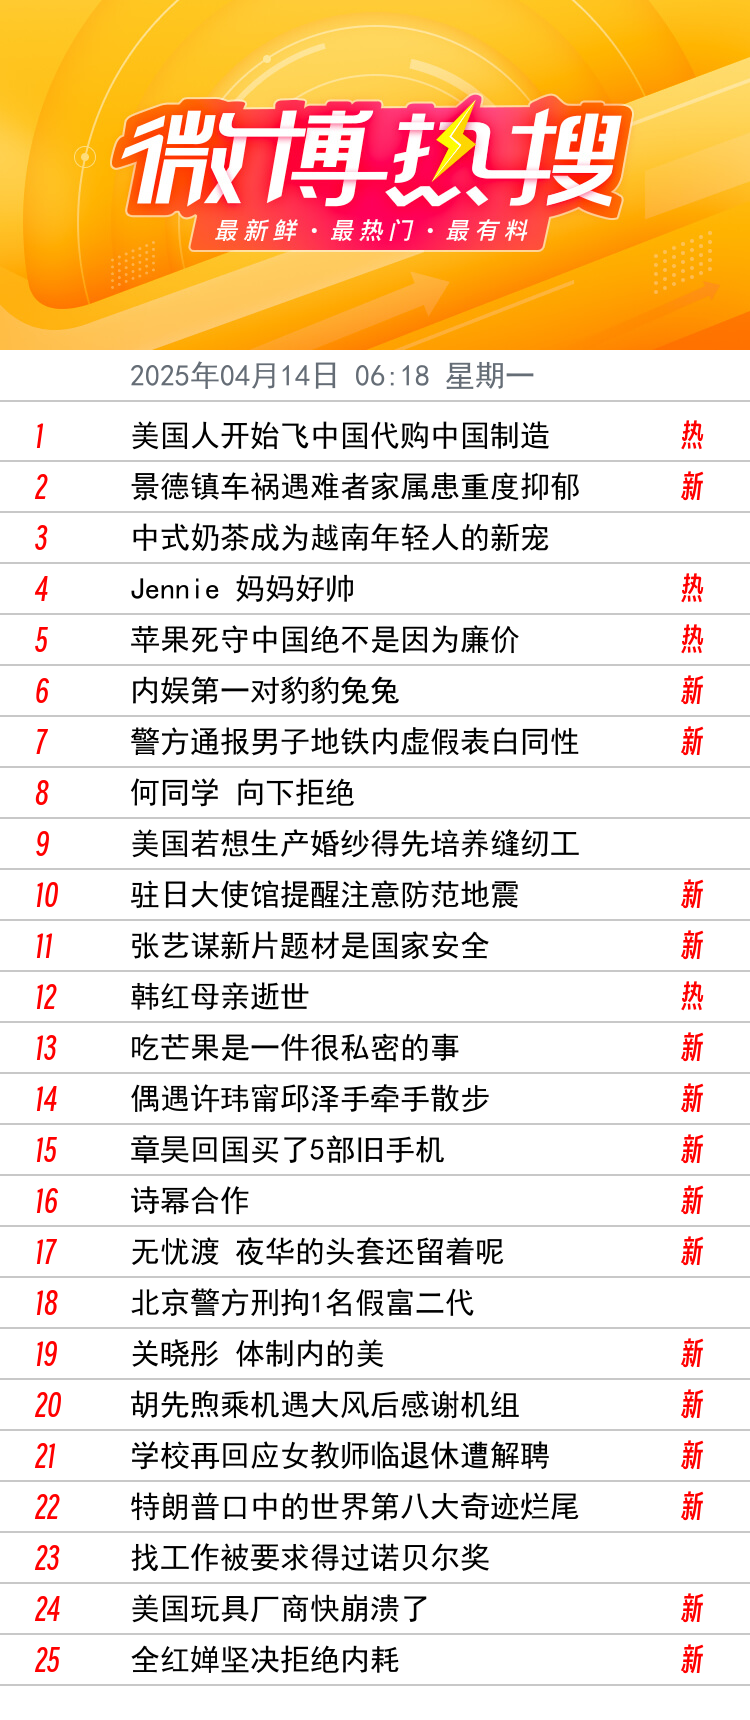 微博热搜
最新鲜·最热门·最有料
2025年04月14日 06:18 星期一
1 美国人开始飞中国代购中国制造 热
2 景德镇车祸遇难者家属患重度抑郁 新
3 中式奶茶成为越南年轻人的新宠
4 Jennie 妈妈好帅 热
5 苹果死守中国绝不是因为廉价 热
6 内娱第一对豹豹兔兔 新
7 警方通报男子地铁内虚假表白同性 新
8 何同学 向下拒绝
9 美国若想生产婚纱得先培养缝纫工
10 驻日大使馆提醒注意防范地震 新
11 张艺谋新片题材是国家安全 新
12 韩红母亲逝世 热
13 吃芒果是一件很私密的事 新
14 偶遇许玮甯邱泽手牵手散步 新
15 章昊回国买了5部旧手机 新
16 诗幂合作 新
17 无忧渡 夜华的头套还留着呢 新
18 北京警方刑拘1名假富二代
19 关晓彤 体制内的美 新
20 胡先煦乘机遇大风后感谢机组 新
21 学校再回应女教师临退休遭解聘 新
22 特朗普口中的世界第八大奇迹烂尾 新
23 找工作被要求得过诺贝尔奖
24 美国玩具厂商快崩溃了 新
25 全红婵坚决拒绝内耗 新